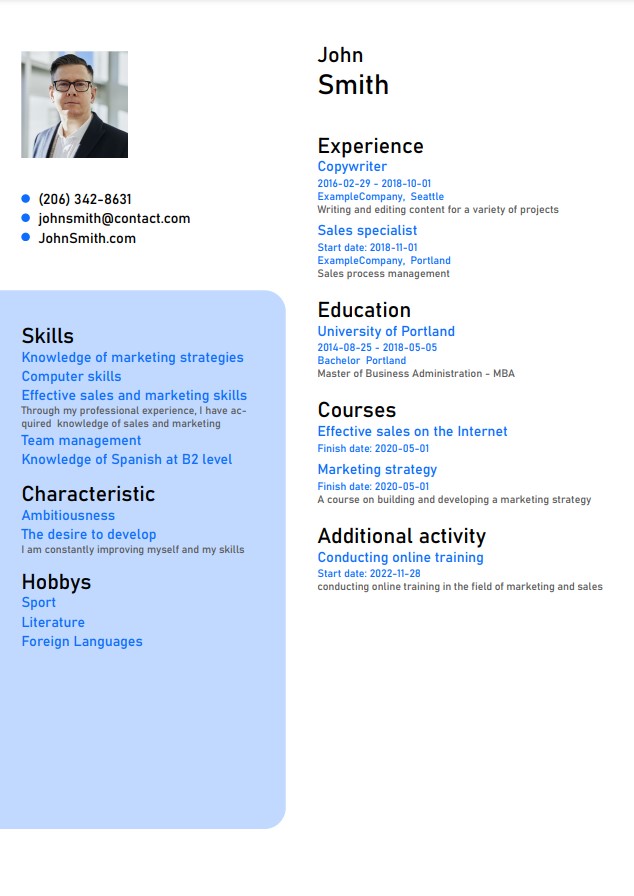 John
Smith
(206) 342-8631
johnsmith@contact.com
JohnSmith.com
Skills
Knowledge of marketing strategies
Computer skills
Effective sales and marketing skills
Through my professional experience, I have ac-
quired knowledge of sales and marketing
Team management
Knowledge of Spanish at B2 level
Characteristic
Ambitiousness
The desire to develop
I am constantly improving myself and my skills
Hobbys
Sport
Literature
Foreign Languages
Experience
Copywriter
2016-02-29 - 2018-10-01
ExampleCompany, Seattle
Writing and editing content for a variety of projects
Sales specialist
Start date: 2018-11-01
ExampleCompany, Portland
Sales process management
Education
University of Portland
2014-08-25 - 2018-05-05
Bachelor Portland
Master of Business Administration - MBA
Courses
Effective sales on the Internet
Finish date: 2020-05-01
Marketing strategy
Finish date: 2020-05-01
A course on building and developing a marketing strategy
Additional activity
Conducting online training
Start date: 2022-11-28
conducting online training in the field of marketing and sales